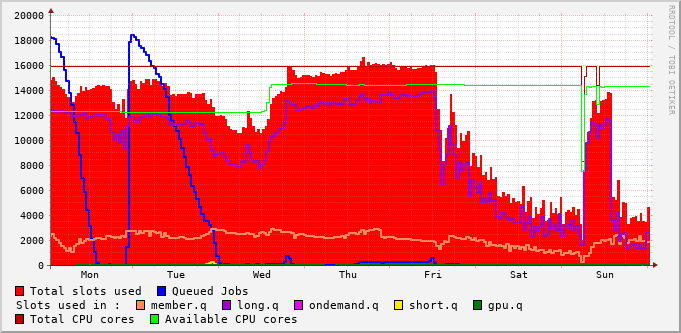 20000
18000
16000
14000
12000
10000
8000
6000
4000
2000
0
Mon Tue Wed Thu Fri Sat Sun
RRDTOOL / TOBI OETIKER
Total slots used Queued Jobs
Slots used in : member.q long.q ondemand.q short.q gpu.q
Total CPU cores Available CPU cores